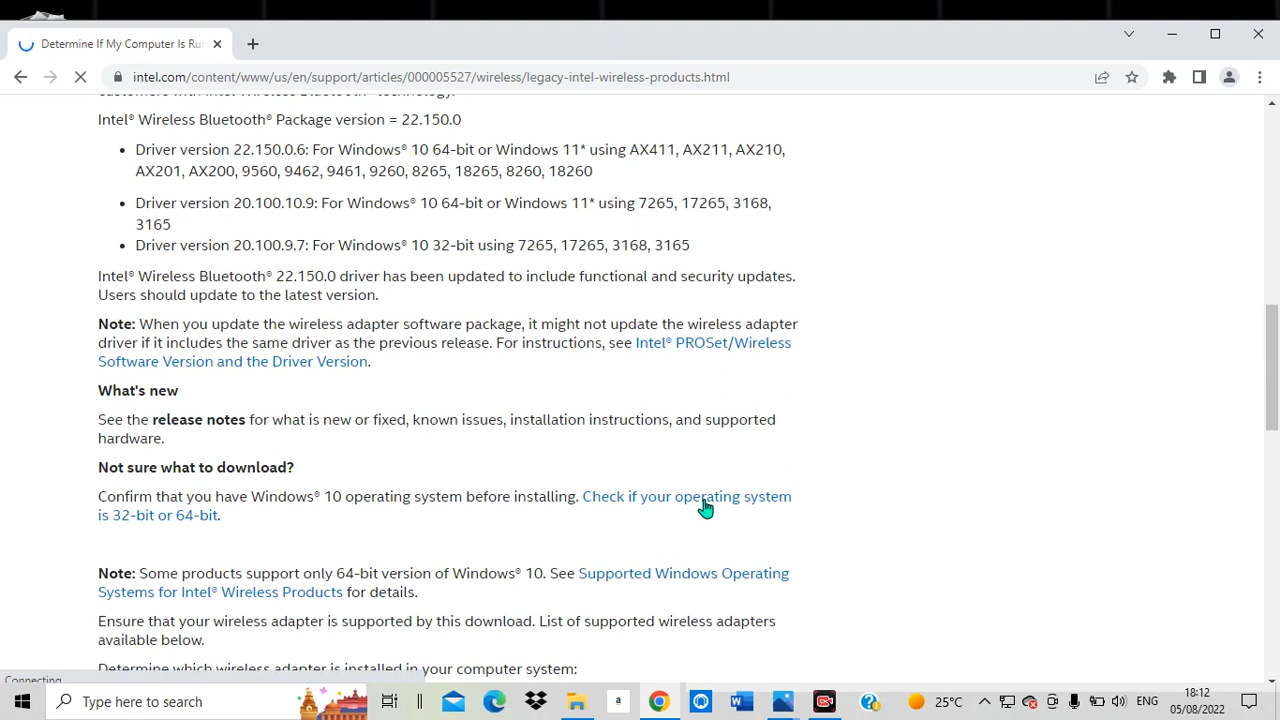 Determine If My Computer Is Ru
intel.com/content/www/us/en/support/articles/000005527/wireless/legacy-intel-wireless-products.html
customers with Intel Wireless Bluetooth® technology.
Intel® Wireless Bluetooth® Package version = 22.150.0
• Driver version 22.150.0.6: For Windows® 10 64-bit or Windows 11* using AX411, AX211, AX210,
AX201, AX200, 9560, 9462, 9461, 9260, 8265, 18265, 8260, 18260
• Driver version 20.100.10.9: For Windows® 10 64-bit or Windows 11* using 7265, 17265, 3168,
3165
• Driver version 20.100.9.7: For Windows® 10 32-bit using 7265, 17265, 3168, 3165
Intel® Wireless Bluetooth® 22.150.0 driver has been updated to include functional and security updates.
Users should update to the latest version.
Note: When you update the wireless adapter software package, it might not update the wireless adapter
driver if it includes the same driver as the previous release. For instructions, see Intel® PROSet/Wireless
Software Version and the Driver Version.
What's new
See the release notes for what is new or fixed, known issues, installation instructions, and supported
hardware.
Not sure what to download?
Confirm that you have Windows® 10 operating system before installing. Check if your operating system
is 32-bit or 64-bit.
Note: Some products support only 64-bit version of Windows® 10. See Supported Windows Operating
Systems for Intel® Wireless Products for details.
Ensure that your wireless adapter is supported by this download. List of supported wireless adapters
available below.
Determine which wireless adapter is installed in your computer system:
Connecting
Type here to search
a
25°C
ENG
18:12
05/08/2022